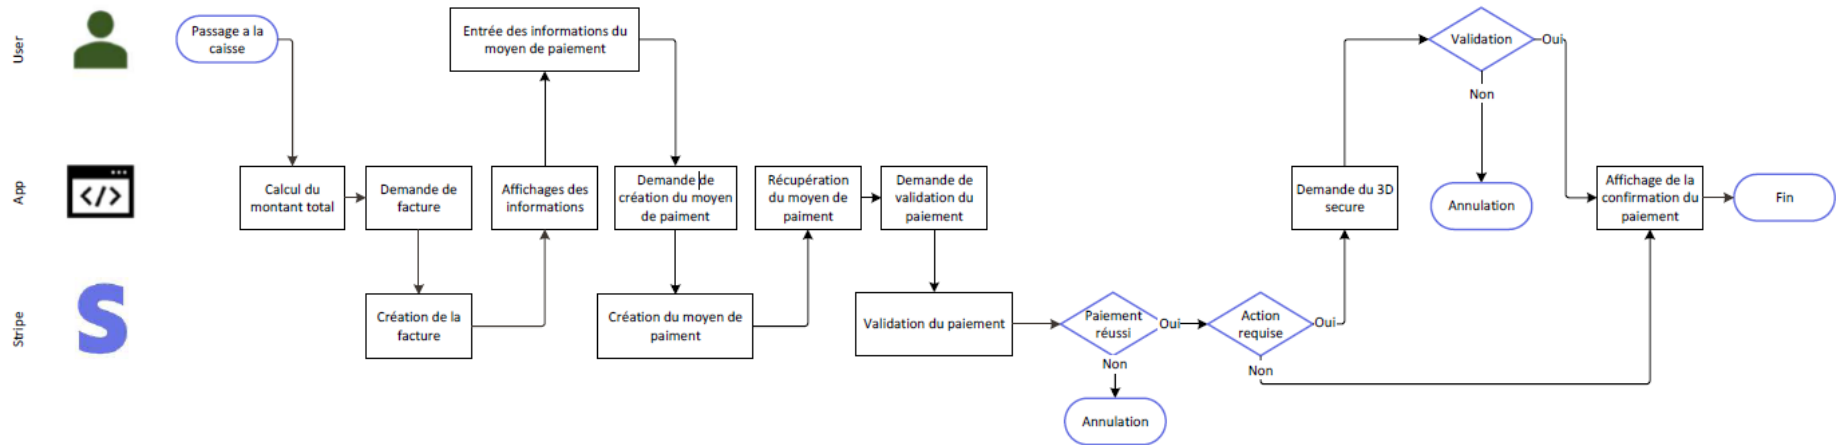 User
Passage a la
caisse
Entrée des informations du
moyen de paiement
Validation
Oui
Non
App
Calcul du
montant total
Demande de
facture
Affichages des
informations
Demande de
création du moyen
de paiment
Récupération
du moyen de
paiment
Demande de
validation du
paiement
Demande du 3D
secure
Annulation
Affichage de la
confirmation du
paiement
Fin
Stripe
S
Création de la
facture
Création du moyen de
paiment
Validation du paiement
Paiement
réussi
Oui
Action
requise
Oui
Non
Non
Annulation